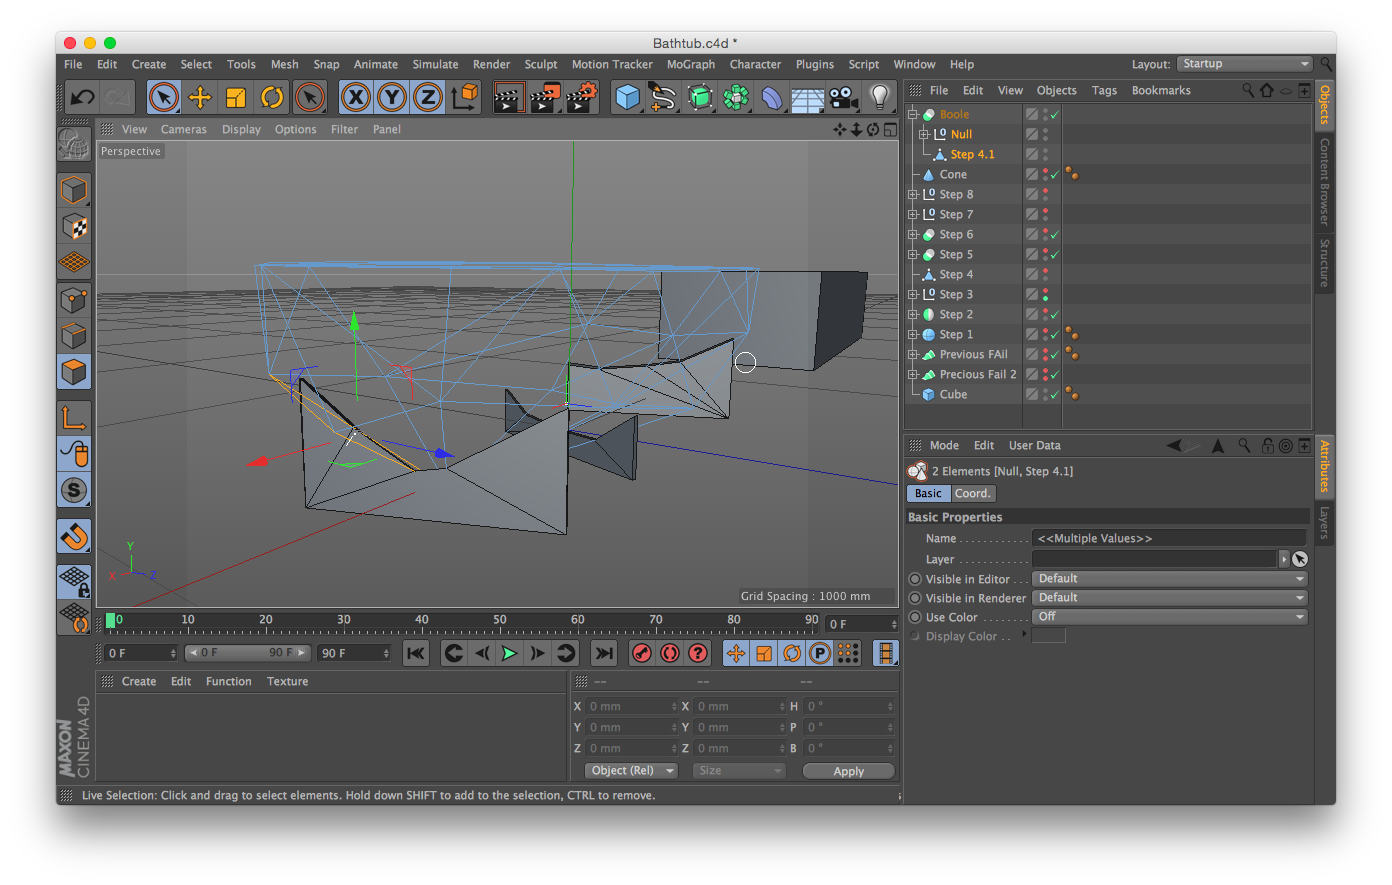 Bathtub.c4d *
File Edit Create Select Tools Mesh Snap Animate Simulate Render Sculpt Motion Tracker MoGraph Character Plugins Script Window Help Layout: Startup
X Y Z
File Edit View Objects Tags Bookmarks
View Cameras Display Options Filter Panel
Perspective
Boole
0 Null
Step 4.1
Cone
0 Step 8
0 Step 7
Step 6
Step 5
Step 4
0 Step 3
Step 2
Step 1
Previous FAil
Previous Fail 2
Cube
Objects
Content Browser
Structure
Mode Edit User Data
2 Elements [Null, Step 4.1]
Basic Coord.
Basic Properties
Name . . . . . . . . . . . . <<Multiple Values>>
Layer . . . . . . . . . . . .
Visible in Editor . . . Default
Visible in Renderer Default
Use Color . . . . . . . . Off
Display Color . .
Attributes
Layers
S
Y
X Z
Grid Spacing : 1000 mm
0 10 20 30 40 50 60 70 80 90 0 F
0 F 0 F 90 F 90 F ? P
Create Edit Function Texture
-- -- --
X 0 mm X 0 mm H 0 °
Y 0 mm Y 0 mm P 0 °
Z 0 mm Z 0 mm B 0 °
Object (Rel) Size Apply
MAXON
CINEMA 4D
Live Selection: Click and drag to select elements. Hold down SHIFT to add to the selection, CTRL to remove.